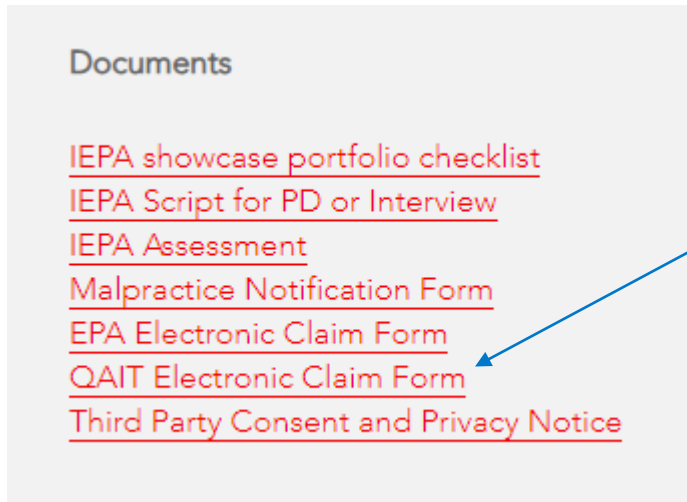 Documents
IEPA showcase portfolio checklist
IEPA Script for PD or Interview
IEPA Assessment
Malpractice Notification Form
EPA Electronic Claim Form
QAIT Electronic Claim Form
Third Party Consent and Privacy Notice